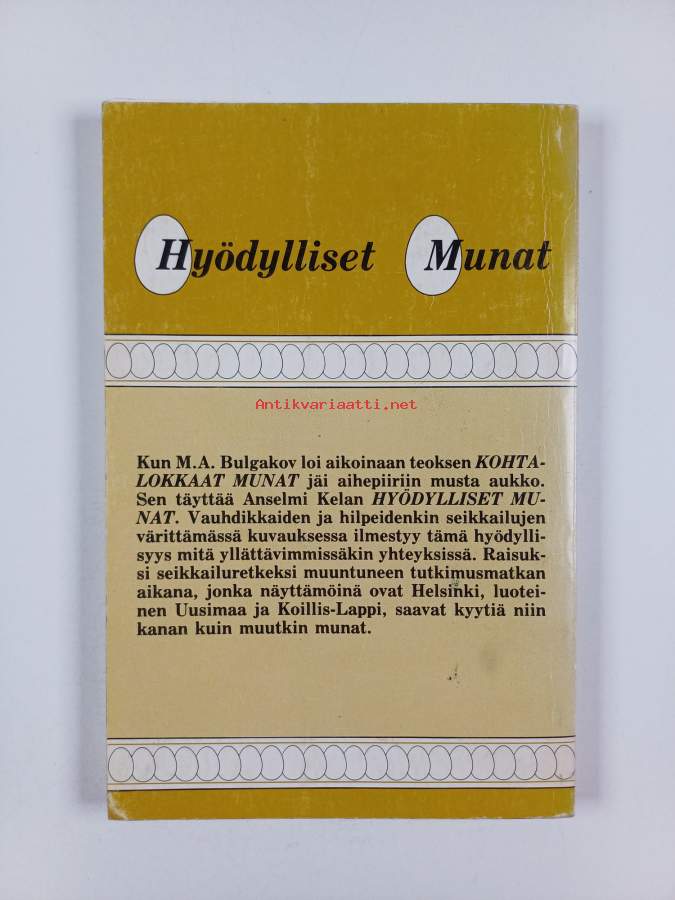 Hyödylliset Munat
Antikvariaatti.net
Kun M.A. Bulgakov loi aikoinaan teoksen KOHTA-
LOKKAAT MUNAT jäi aihepiiriin musta aukko.
Sen täyttää Anselmi Kelan HYÖDYLLISET MU-
NAT. Vauhdikkaiden ja hilpeidenkin seikkailujen
värittämässä kuvauksessa ilmestyy tämä hyödylli-
syys mitä yllättävimmissäkin yhteyksissä. Raisuk-
si seikkailuretkeksi muuntuneen tutkimusmatkan
aikana, jonka näyttämöinä ovat Helsinki, luotei-
nen Uusimaa ja Koillis-Lappi, saavat kyytiä niin
kanan kuin muutkin munat.